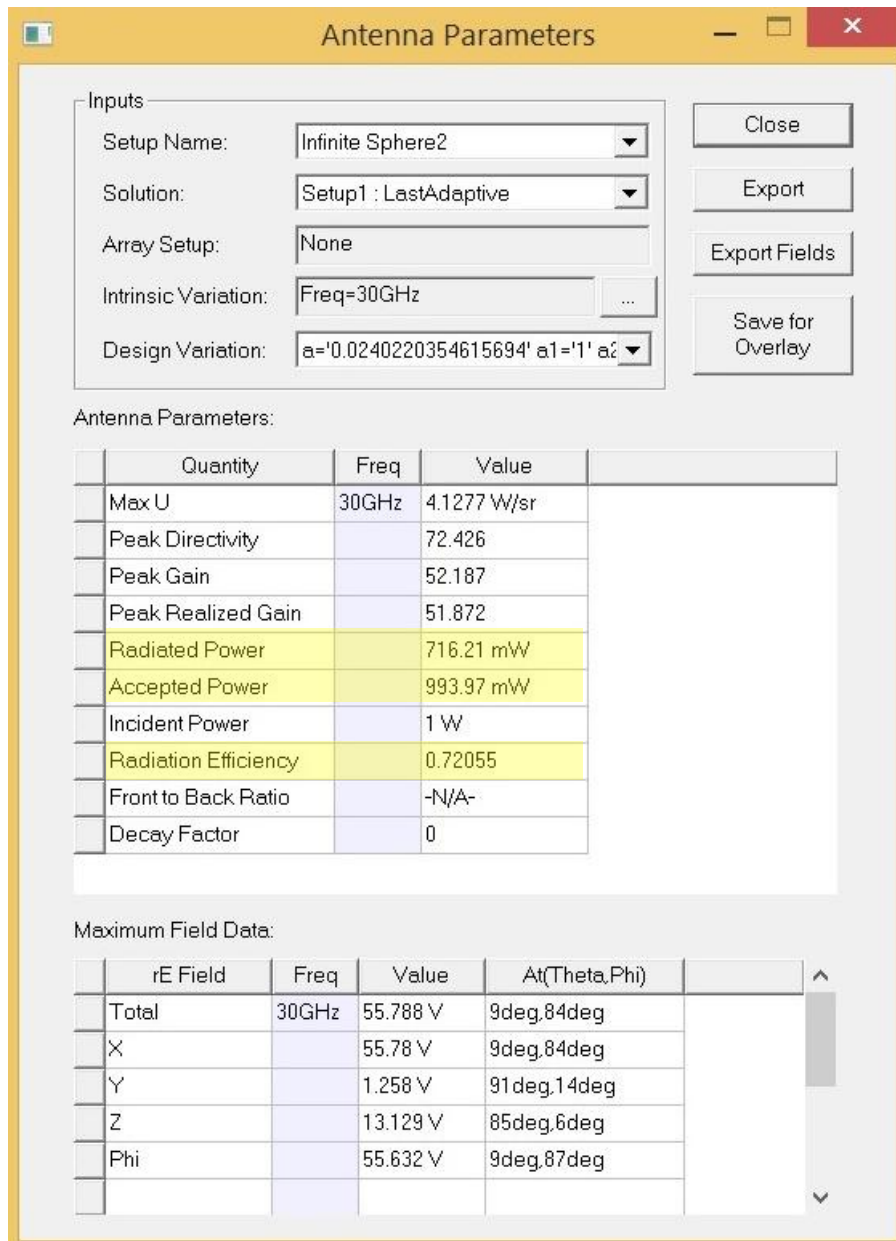 Antenna Parameters
Inputs
Setup Name: Infinite Sphere2
Close
Solution: Setup1 : LastAdaptive
Export
Array Setup: None
Export Fields
Intrinsic Variation: Freq=30GHz ...
Save for
Overlay
Design Variation: a='0.0240220354615694' a1='1' a2
Antenna Parameters:
Quantity Freq Value
Max U 30GHz 4.1277 W/sr
Peak Directivity 72.426
Peak Gain 52.187
Peak Realized Gain 51.872
Radiated Power 716.21 mW
Accepted Power 993.97 mW
Incident Power 1 W
Radiation Efficiency 0.72055
Front to Back Ratio -N/A-
Decay Factor 0
Maximum Field Data:
rE Field Freq Value At(Theta,Phi)
Total 30GHz 55.788 V 9deg,84deg
X 55.78 V 9deg,84deg
Y 1.258 V 91deg,14deg
Z 13.129 V 85deg,6deg
Phi 55.632 V 9deg,87deg